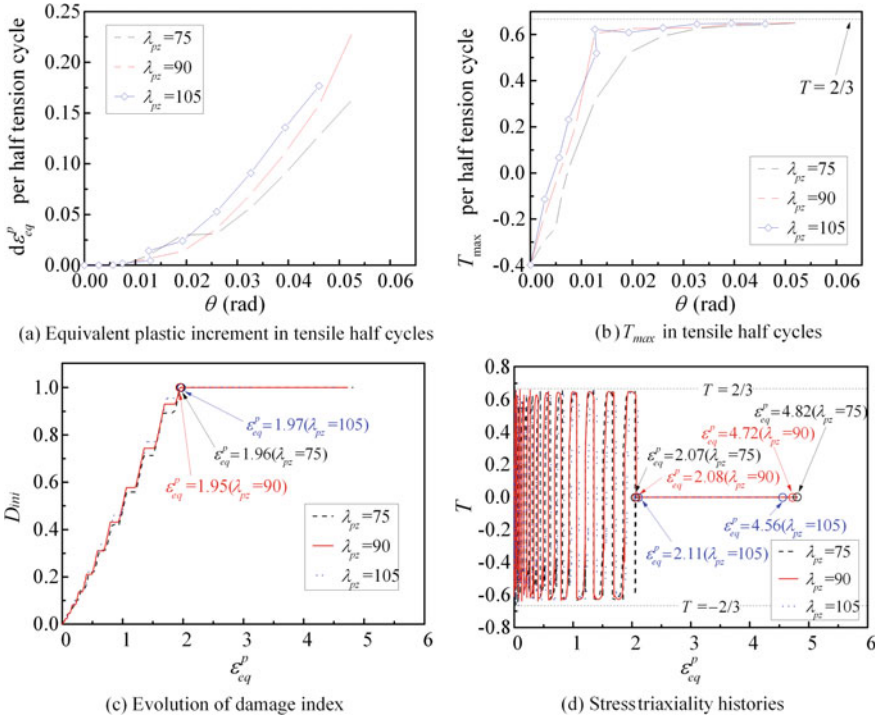 0.25
0.20
0.15
0.10
0.05
0.00
dε^p_eq per half tension cycle
λ_pz=75
λ_pz=90
λ_pz=105
0.00 0.01 0.02 0.03 0.04 0.05 0.06
θ (rad)
(a) Equivalent plastic increment in tensile half cycles
0.6
0.4
0.2
0.0
-0.2
-0.4
T_max per half tension cycle
T = 2/3
λ_pz=75
λ_pz=90
λ_pz=105
0.00 0.01 0.02 0.03 0.04 0.05 0.06
θ (rad)
(b) T_max in tensile half cycles
1.0
0.8
0.6
0.4
0.2
0.0
D_ini
ε^p_eq=1.97(λ_pz=105)
ε^p_eq=1.96(λ_pz=75)
ε^p_eq=1.95(λ_pz=90)
λ_pz=75
λ_pz=90
λ_pz=105
0 1 2 3 4 5 6
ε^p_eq
(c) Evolution of damage index
0.8
0.6
0.4
0.2
0.0
-0.2
-0.4
-0.6
-0.8
T
T = 2/3
ε^p_eq=4.82(λ_pz=75)
ε^p_eq=4.72(λ_pz=90)
ε^p_eq=2.07(λ_pz=75)
ε^p_eq=2.08(λ_pz=90)
ε^p_eq=4.56(λ_pz=105)
ε^p_eq=2.11(λ_pz=105)
T = −2/3
λ_pz=75
λ_pz=90
λ_pz=105
0 1 2 3 4 5 6
ε^p_eq
(d) Stress triaxiality histories